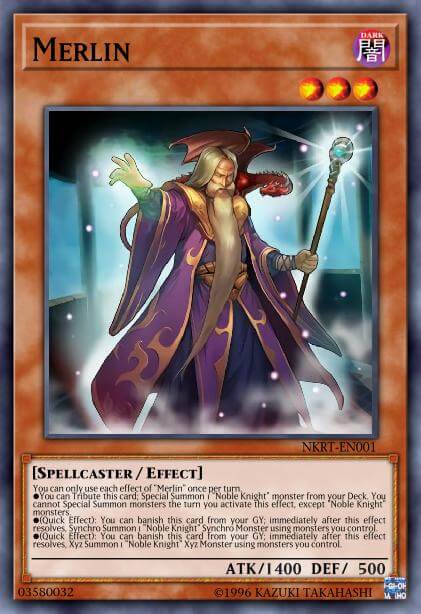 MERLIN
DARK
闇
NKRT-EN001
[SPELLCASTER / EFFECT]
You can only use each effect of "Merlin" once per turn.
●You can Tribute this card; Special Summon 1 "Noble Knight" monster from your Deck. You
cannot Special Summon monsters the turn you activate this effect, except "Noble Knight"
monsters.
●(Quick Effect): You can banish this card from your GY; immediately after this effect
resolves, Synchro Summon 1 "Noble Knight" Synchro Monster using monsters you control.
●(Quick Effect): You can banish this card from your GY; immediately after this effect
resolves, Xyz Summon 1 "Noble Knight" Xyz Monster using monsters you control.
ATK/1400 DEF/ 500
03580032
©1996 KAZUKI TAKAHASHI